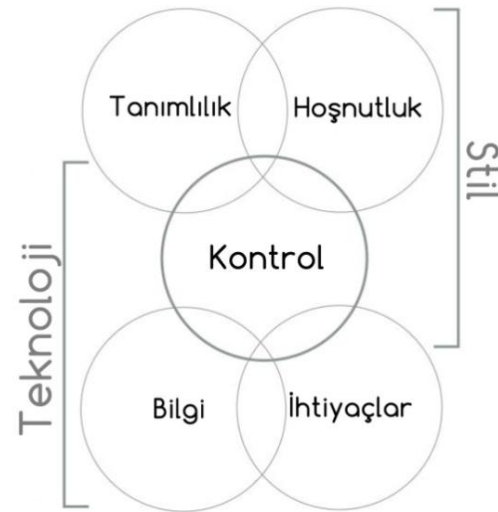 Tanımlılık
Hoşnutluk
Stil
Kontrol
Teknoloji
Bilgi
İhtiyaçlar